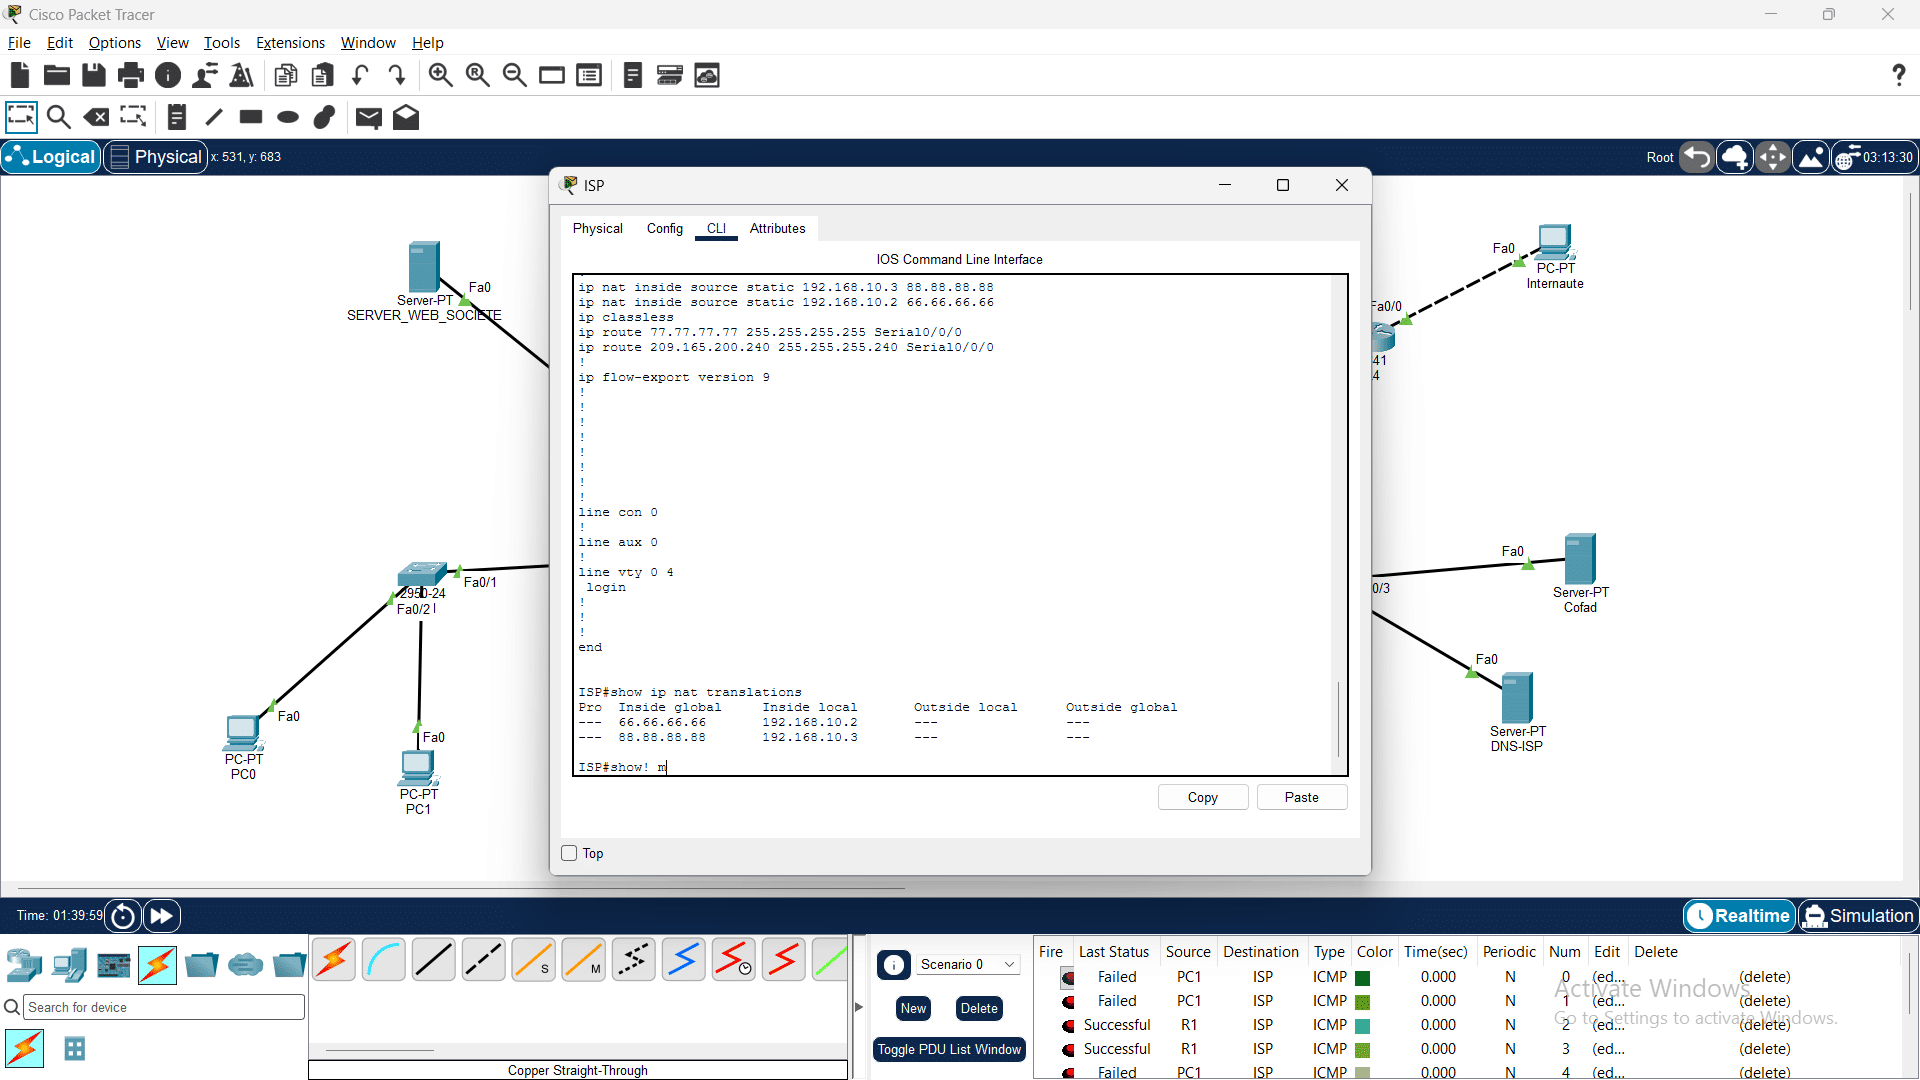 Cisco Packet Tracer
File Edit Options View Tools Extensions Window Help
Logical Physical x: 531, y: 683 Root 03:13:30
ISP
Physical Config CLI Attributes
IOS Command Line Interface
ip nat inside source static 192.168.10.3 88.88.88.88
ip nat inside source static 192.168.10.2 66.66.66.66
ip classless
ip route 77.77.77.77 255.255.255.255 Serial0/0/0
ip route 209.165.200.240 255.255.255.240 Serial0/0/0
!
ip flow-export version 9
!
!
!
!
!
!
!
!
line con 0
!
line aux 0
!
line vty 0 4
login
!
!
!
end
ISP#show ip nat translations
Pro Inside global Inside local Outside local Outside global
--- 66.66.66.66 192.168.10.2 --- ---
--- 88.88.88.88 192.168.10.3 --- ---
ISP#show! m
Copy Paste
Top
Fa0
Server-PT
SERVER_WEB_SOCIETE
Fa0/1
2950-24
Fa0/2
Fa0
PC-PT
PC0
Fa0
PC-PT
PC1
Fa0
PC-PT
Internaute
Fa0/0
41
4
Fa0
0/3
Server-PT
Cofad
Fa0
Server-PT
DNS-ISP
Time: 01:39:59 Realtime Simulation
Search for device
S
M
Copper Straight-Through
Scenario 0
New Delete
Toggle PDU List Window
Fire Last Status Source Destination Type Color Time(sec) Periodic Num Edit Delete
Failed PC1 ISP ICMP 0.000 N 0 (ed... (delete)
Failed PC1 ISP ICMP 0.000 N 1 (ed... (delete)
Successful R1 ISP ICMP 0.000 N 2 (ed... (delete)
Successful R1 ISP ICMP 0.000 N 3 (ed... (delete)
Failed PC1 ISP ICMP 0.000 N 4 (ed... (delete)
Activate Windows
Go to Settings to activate Windows.